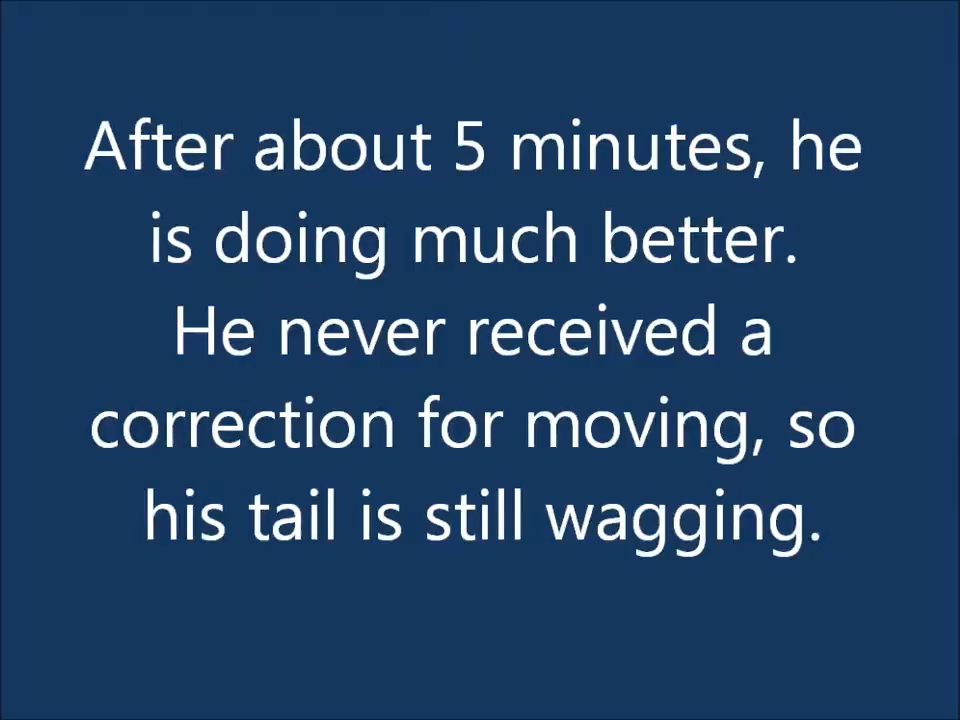 After about 5 minutes, he
is doing much better.
He never received a
correction for moving, so
his tail is still wagging.